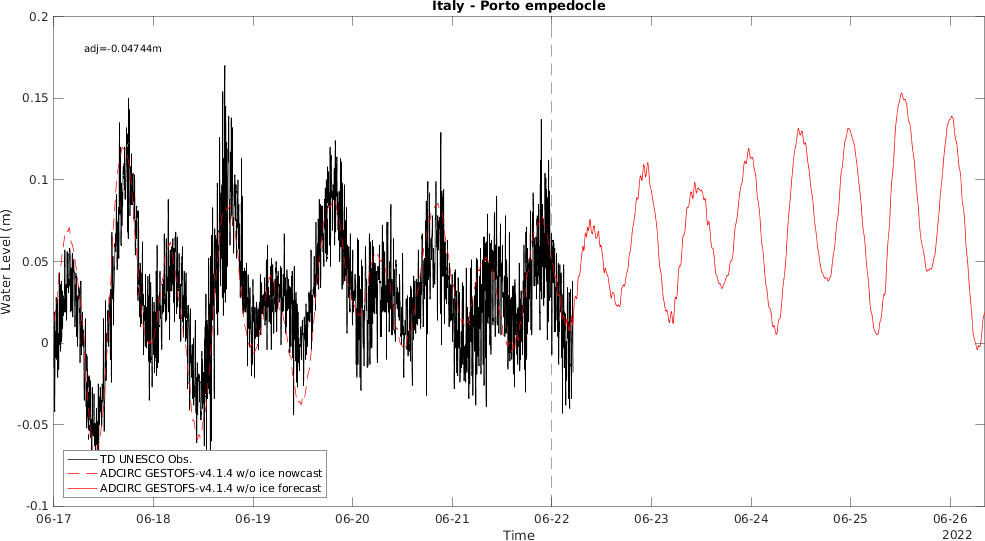 Italy - Porto empedocle
0.2
adj=-0.04744m
0.15
0.1
0.05
0
-0.05
-0.1
Water Level (m)
TD UNESCO Obs.
ADCIRC GESTOFS-v4.1.4 w/o ice nowcast
ADCIRC GESTOFS-v4.1.4 w/o ice forecast
06-17 06-18 06-19 06-20 06-21 06-22 06-23 06-24 06-25 06-26
Time
2022